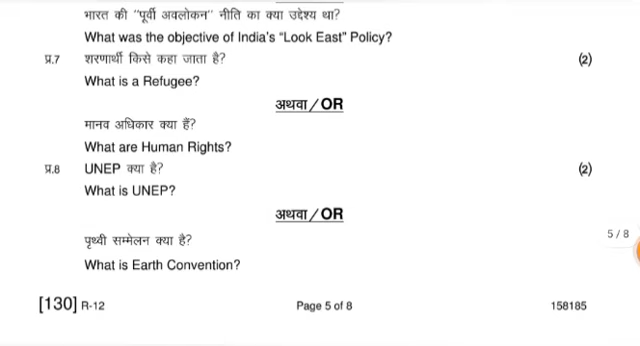 भारत की "पूर्वी अवलोकन" नीति का क्या उद्देश्य था?
What was the objective of India's "Look East" Policy?
प्र.7 शरणार्थी किसे कहा जाता है? (2)
What is a Refugee?
अथवा/OR
मानव अधिकार क्या हैं?
What are Human Rights?
प्र.8 UNEP क्या है? (2)
What is UNEP?
अथवा/OR
पृथ्वी सम्मेलन क्या है?
5 / 8
What is Earth Convention?
[130] R-12 Page 5 of 8 158185